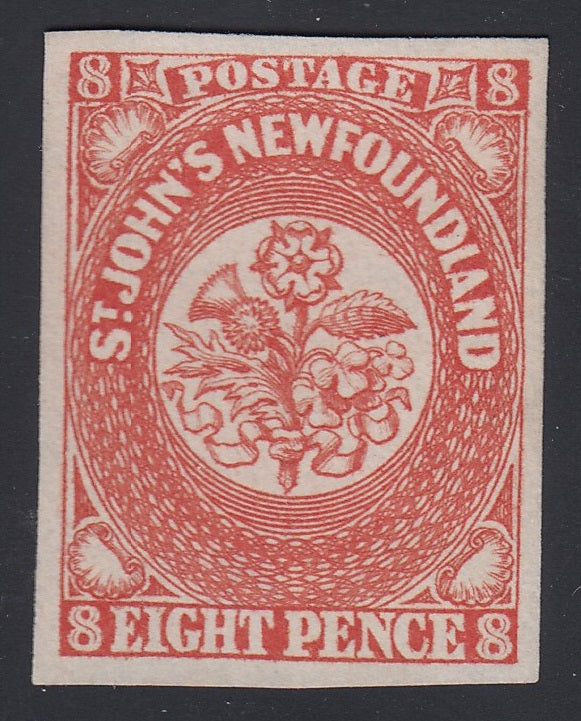 8 POSTAGE 8
ST. JOHN'S NEWFOUNDLAND
8 EIGHT PENCE 8